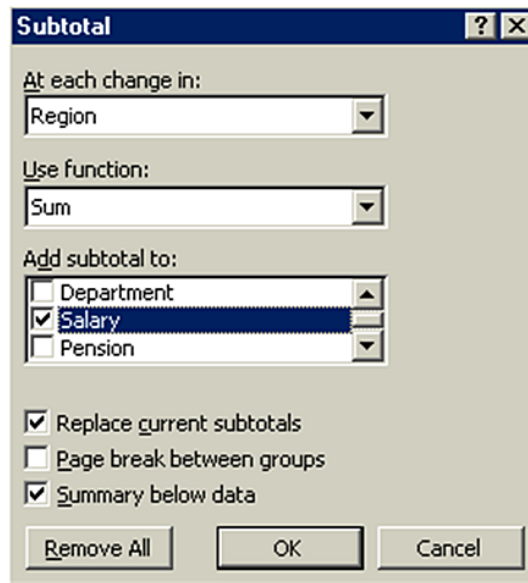 Subtotal
At each change in:
Region
Use function:
Sum
Add subtotal to:
Department
Salary
Pension
Replace current subtotals
Page break between groups
Summary below data
Remove All OK Cancel